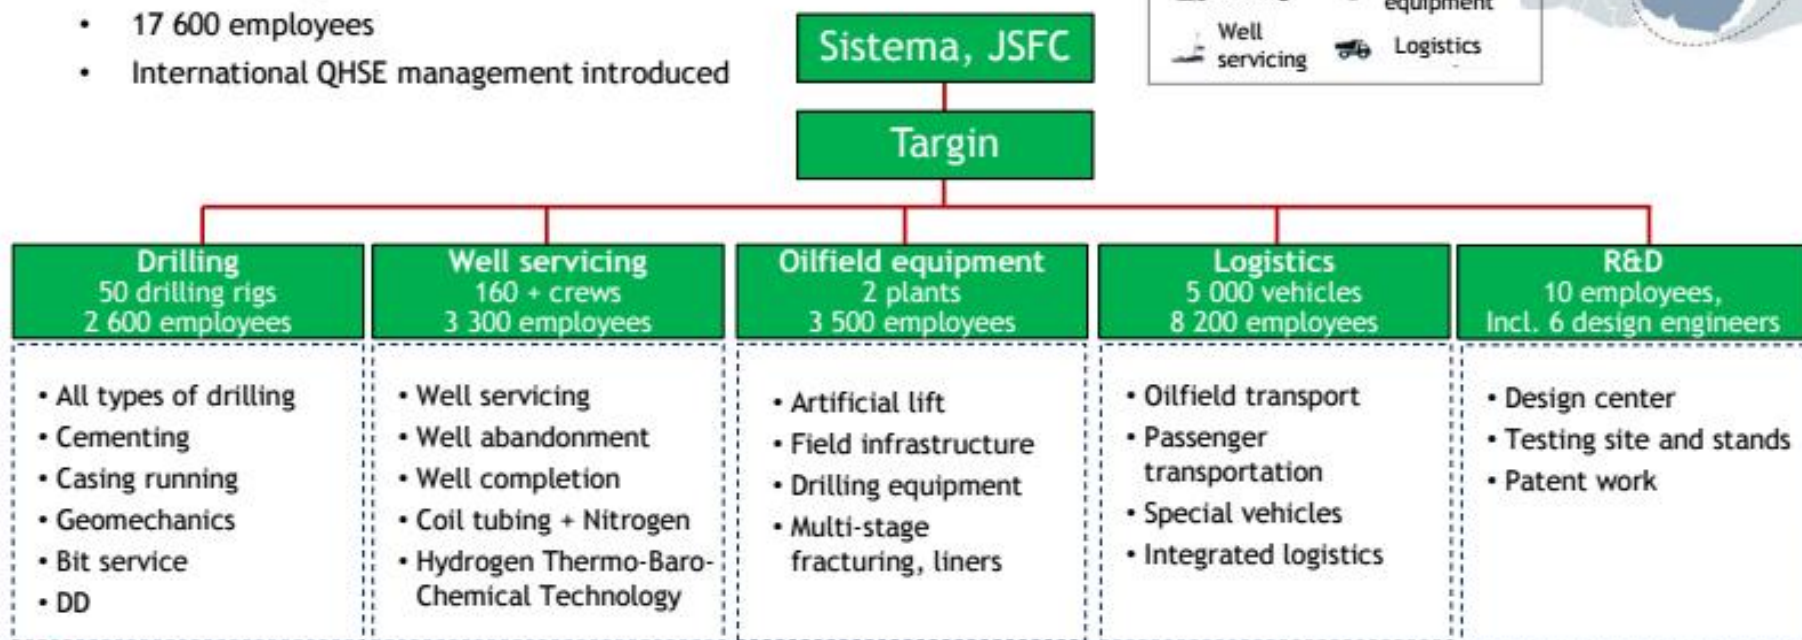 • 17 600 employees
• International QHSE management introduced
equipment
Well
servicing
Logistics
Sistema, JSFC
Targin
Drilling
50 drilling rigs
2 600 employees
Well servicing
160 + crews
3 300 employees
Oilfield equipment
2 plants
3 500 employees
Logistics
5 000 vehicles
8 200 employees
R&D
10 employees,
Incl. 6 design engineers
• All types of drilling
• Cementing
• Casing running
• Geomechanics
• Bit service
• DD
• Well servicing
• Well abandonment
• Well completion
• Coil tubing + Nitrogen
• Hydrogen Thermo-Baro-
Chemical Technology
• Artificial lift
• Field infrastructure
• Drilling equipment
• Multi-stage
fracturing, liners
• Oilfield transport
• Passenger
transportation
• Special vehicles
• Integrated logistics
• Design center
• Testing site and stands
• Patent work